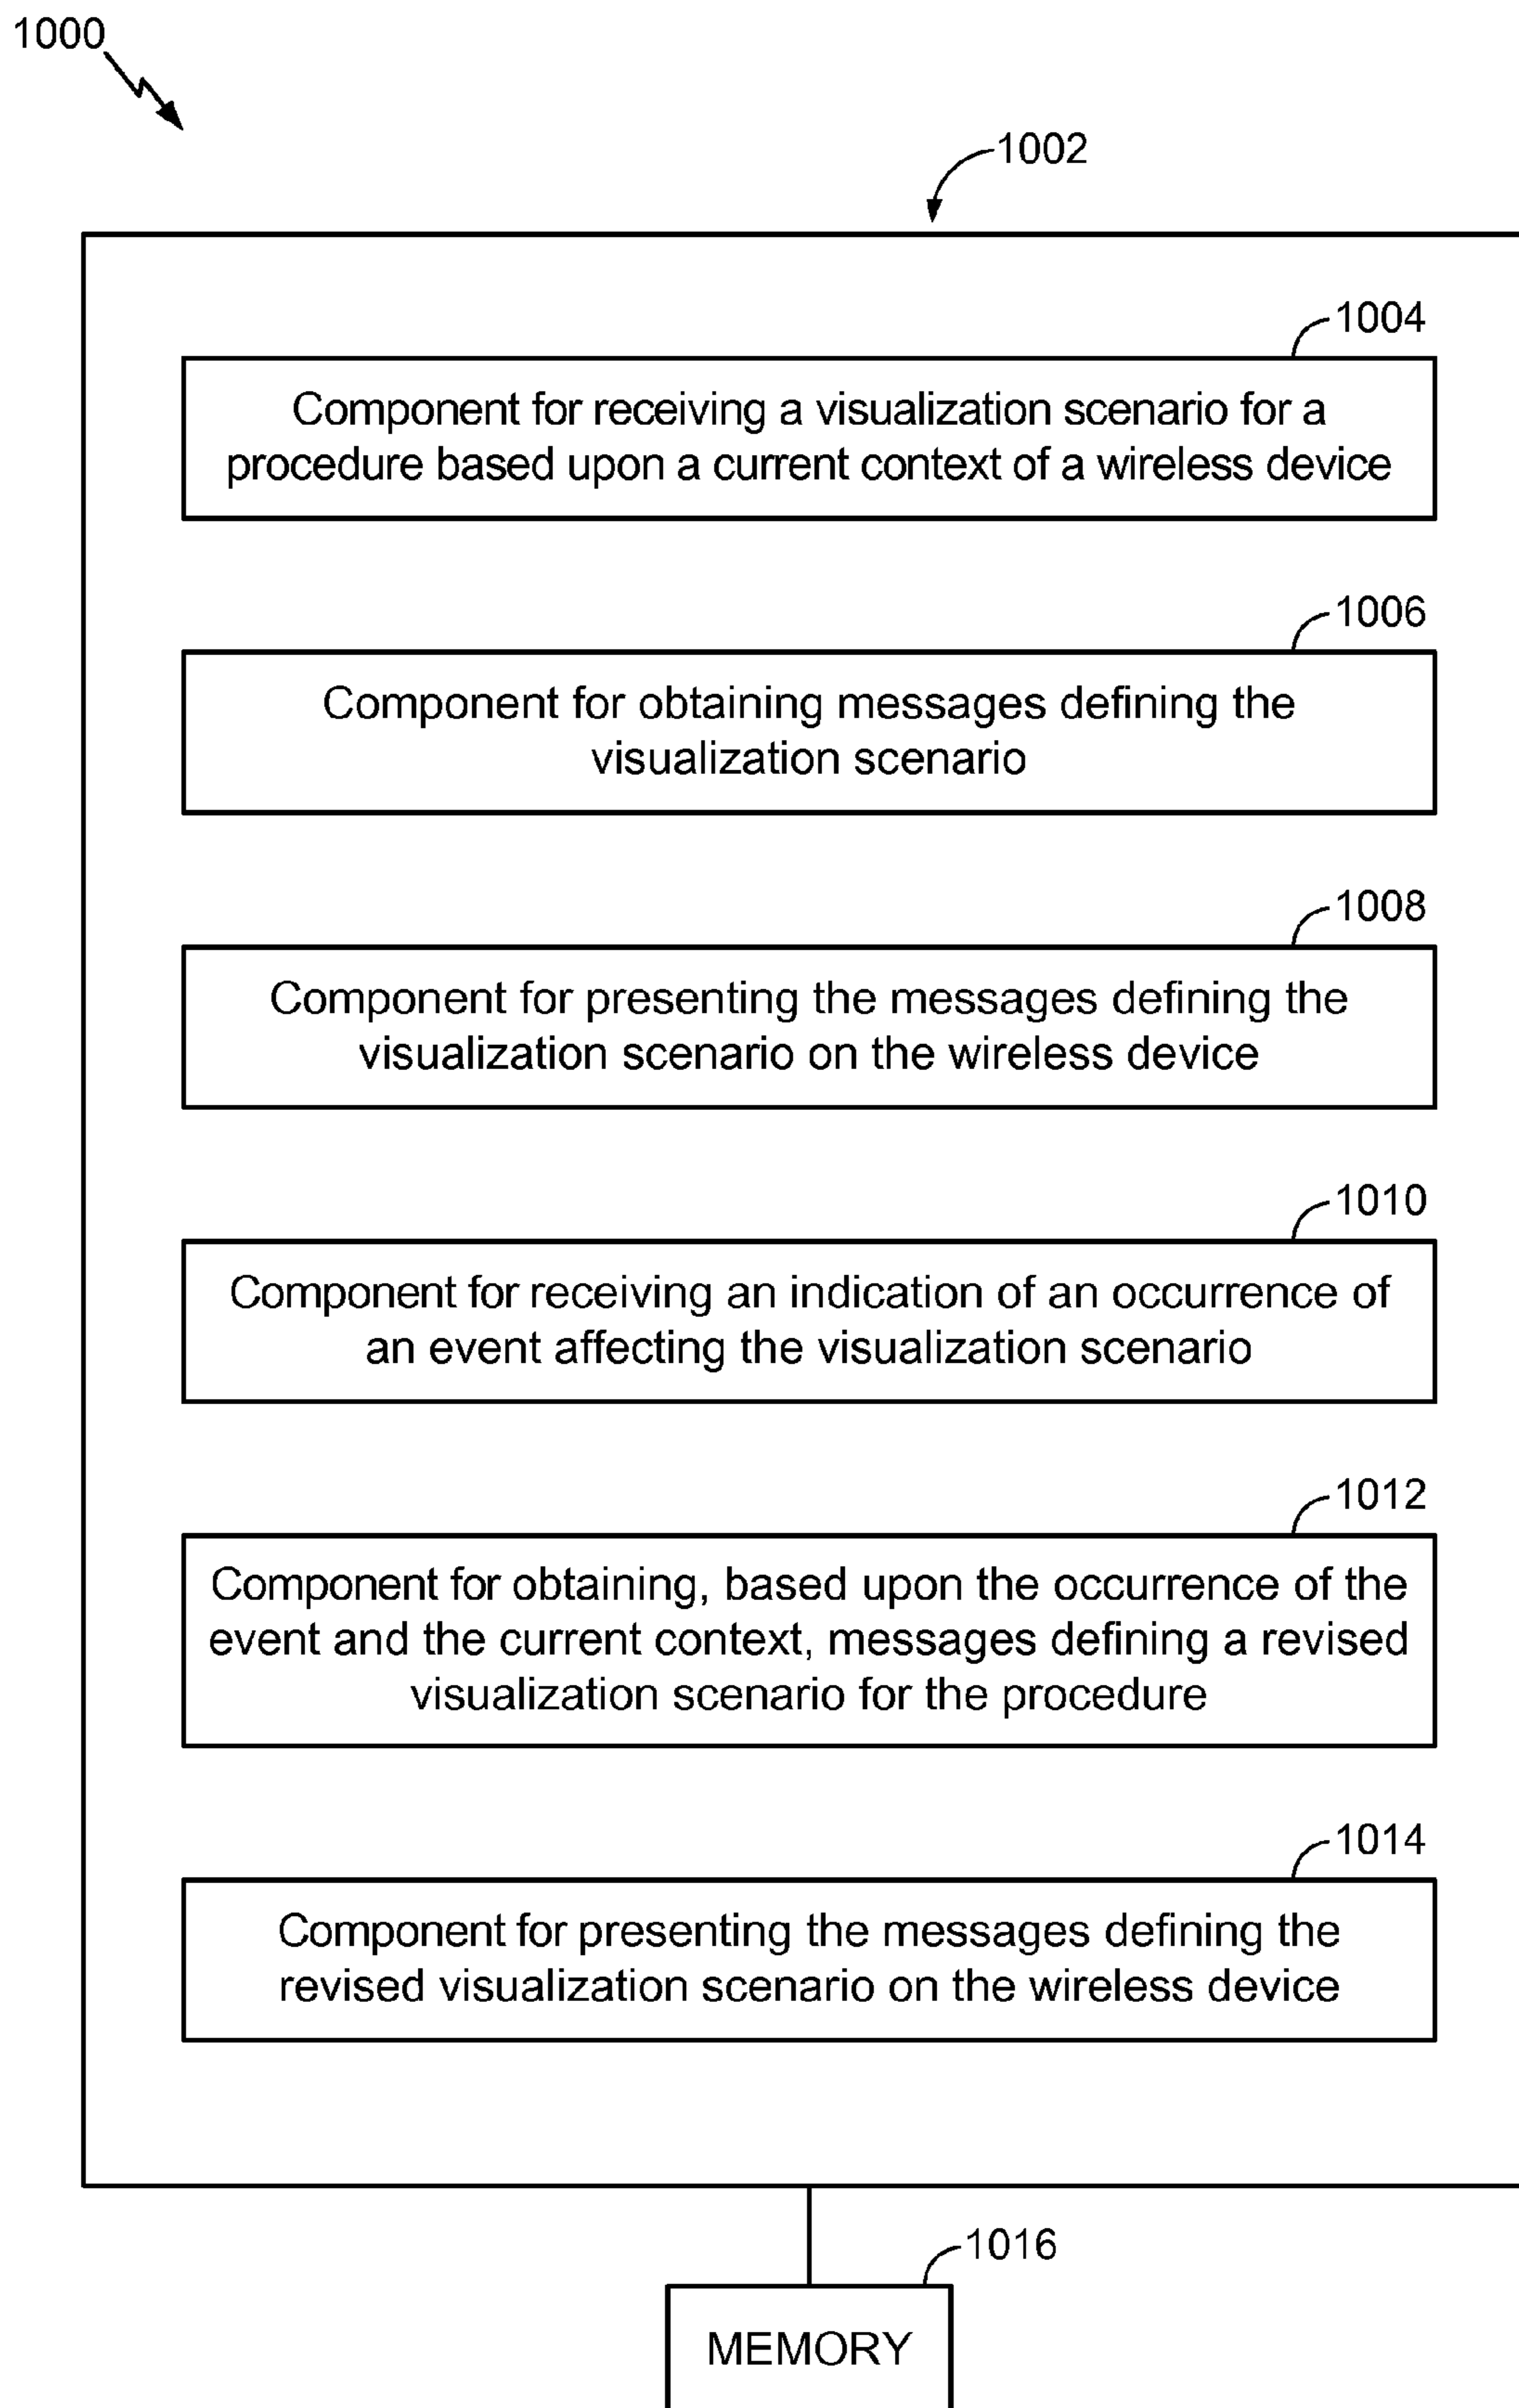 1000
1002
1004
Component for receiving a visualization scenario for a
procedure based upon a current context of a wireless device
1006
Component for obtaining messages defining the
visualization scenario
1008
Component for presenting the messages defining the
visualization scenario on the wireless device
1010
Component for receiving an indication of an occurrence of
an event affecting the visualization scenario
1012
Component for obtaining, based upon the occurrence of the
event and the current context, messages defining a revised
visualization scenario for the procedure
1014
Component for presenting the messages defining the
revised visualization scenario on the wireless device
1016
MEMORY